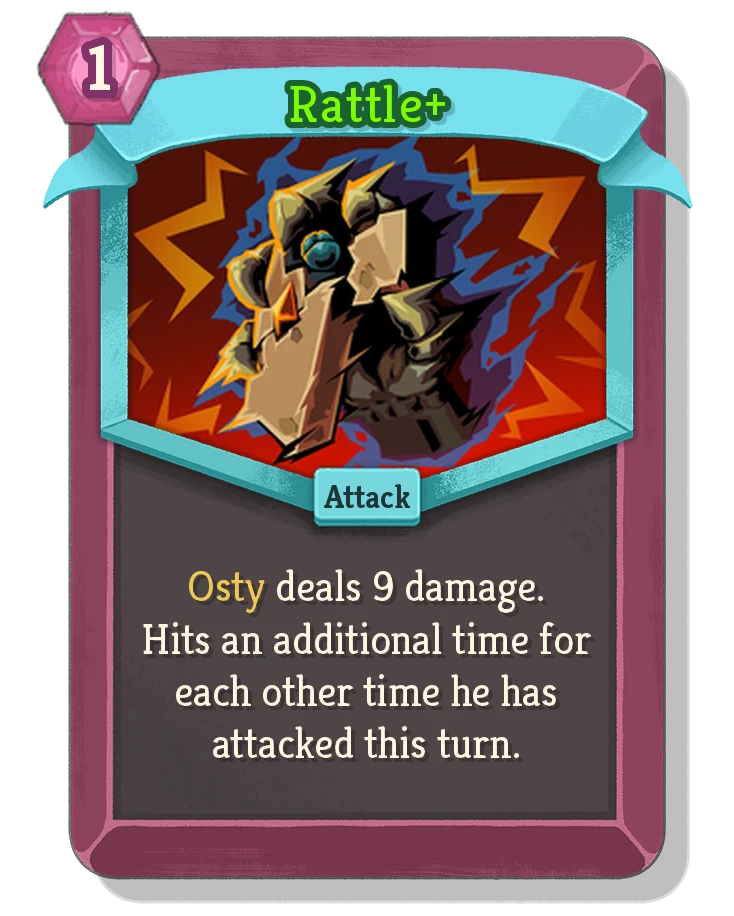 1
Rattle+
Attack
Osty deals 9 damage.
Hits an additional time for
each other time he has
attacked this turn.